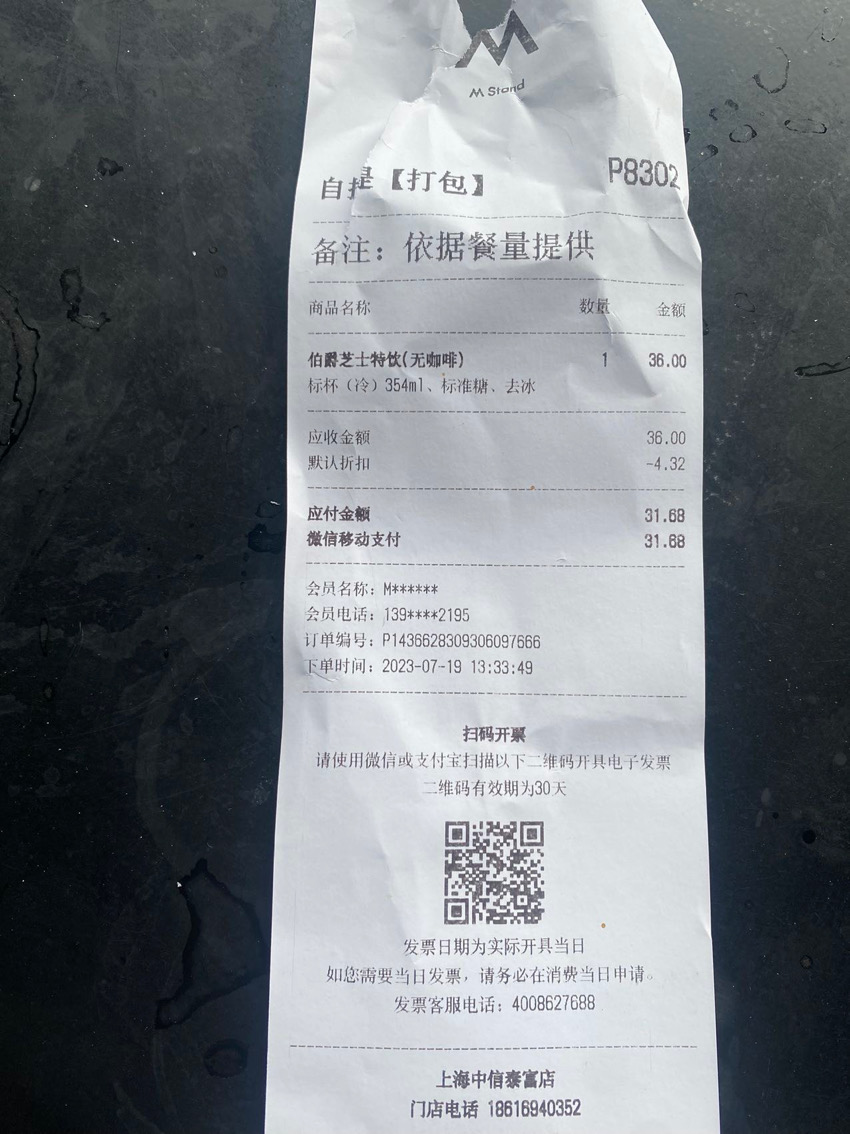 M Stand
自提【打包】 P8302
备注：依据餐量提供
商品名称 数量 金额
伯爵芝士特饮(无咖啡) 1 36.00
标杯（冷）354ml、标准糖、去冰
应收金额 36.00
默认折扣 -4.32
应付金额 31.68
微信移动支付 31.68
会员名称：M******
会员电话：139****2195
订单编号：P1436628309306097666
下单时间：2023-07-19 13:33:49
扫码开票
请使用微信或支付宝扫描以下二维码开具电子发票
二维码有效期为30天
发票日期为实际开具当日
如您需要当日发票，请务必在消费当日申请。
发票客服电话：4008627688
上海中信泰富店
门店电话 18616940352